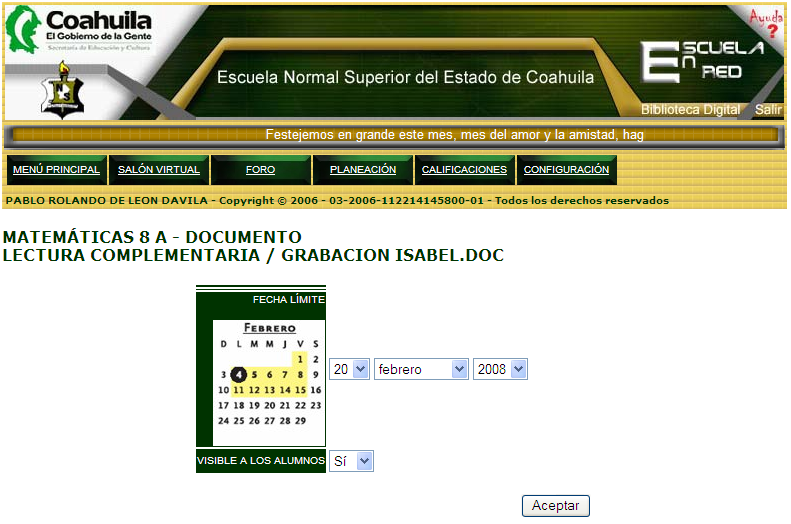 Coahuila
El Gobierno de la Gente
Secretaría de Educación y Cultura
Ayuda
?
Escuela Normal Superior del Estado de Coahuila
ESCUELA
EN
RED
Biblioteca Digital Salir
Festejemos en grande este mes, mes del amor y la amistad, hag
MENÚ PRINCIPAL SALÓN VIRTUAL FORO PLANEACIÓN CALIFICACIONES CONFIGURACIÓN
PABLO ROLANDO DE LEON DAVILA - Copyright © 2006 - 03-2006-112214145800-01 - Todos los derechos reservados
MATEMÁTICAS 8 A - DOCUMENTO
LECTURA COMPLEMENTARIA / GRABACION ISABEL.DOC
FECHA LÍMITE
FEBRERO
D L M M J V S
1 2
3 4 5 6 7 8 9
10 11 12 13 14 15 16
17 18 19 20 21 22 23
24 25 26 27 28 29
20 febrero 2008
VISIBLE A LOS ALUMNOS Sí
Aceptar